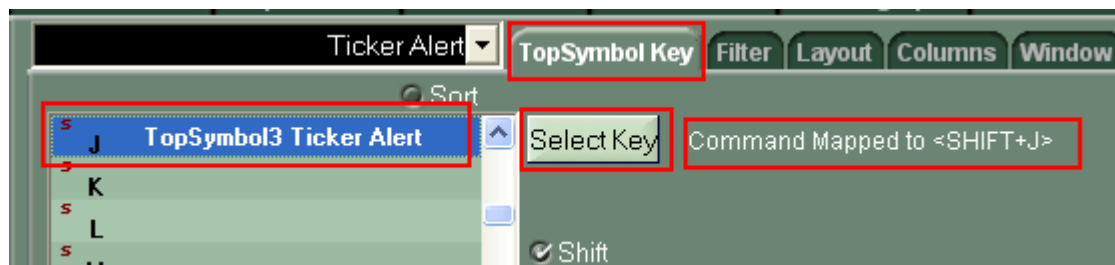 Ticker Alert TopSymbol Key Filter Layout Columns Window
Sort
s J TopSymbol3 Ticker Alert Select Key Command Mapped to <SHIFT+J>
s K
s L
s Shift